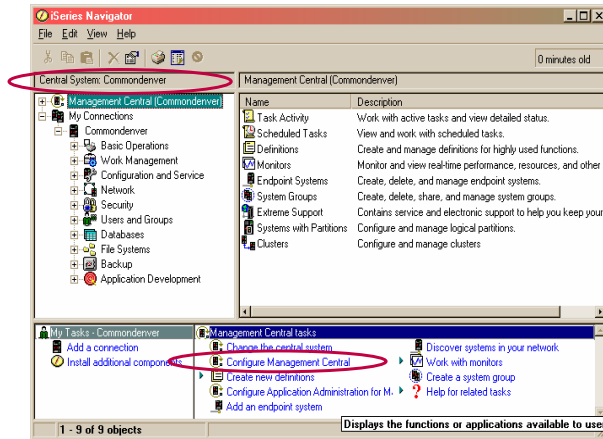 iSeries Navigator
File Edit View Help
0 minutes old
Central System: Commondenver
Management Central (Commondenver)
Management Central (Commondenver)
My Connections
Commondenver
Basic Operations
Work Management
Configuration and Service
Network
Security
Users and Groups
Databases
File Systems
Backup
Application Development
Name Description
Task Activity Work with active tasks and view detailed status.
Scheduled Tasks View and work with scheduled tasks.
Definitions Create and manage definitions for highly used functions.
Monitors Monitor and view real-time performance, resources, and other
Endpoint Systems Create, delete, and manage endpoint systems.
System Groups Create, delete, share, and manage system groups.
Extreme Support Contains service and electronic support to help you keep your
Systems with Partitions Configure and manage logical partitions.
Clusters Configure and manage clusters
My Tasks - Commondenver
Add a connection
Install additional components
Management Central tasks
Change the central system
Configure Management Central
Create new definitions
Configure Application Administration for M.
Add an endpoint system
Discover systems in your network
Work with monitors
Create a system group
Help for related tasks
1 - 9 of 9 objects
Displays the functions or applications available to user